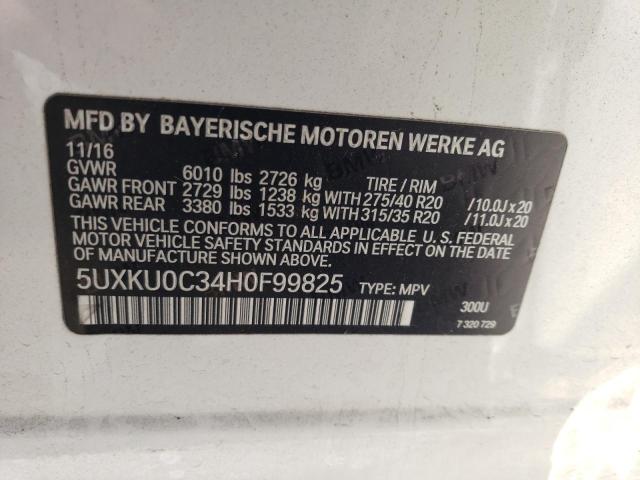 MFD BY BAYERISCHE MOTOREN WERKE AG
11/16
GVWR 6010 lbs 2726 kg TIRE / RIM
GAWR FRONT 2729 lbs 1238 kg WITH 275/40 R20 /10.0J x 20
GAWR REAR 3380 lbs 1533 kg WITH 315/35 R20 /11.0J x 20
THIS VEHICLE CONFORMS TO ALL APPLICABLE U. S. FEDERAL
MOTOR VEHICLE SAFETY STANDARDS IN EFFECT ON THE DATE
OF MANUFACTURE SHOWN ABOVE.
5UXKU0C34H0F99825 TYPE: MPV
300U
7 320 729